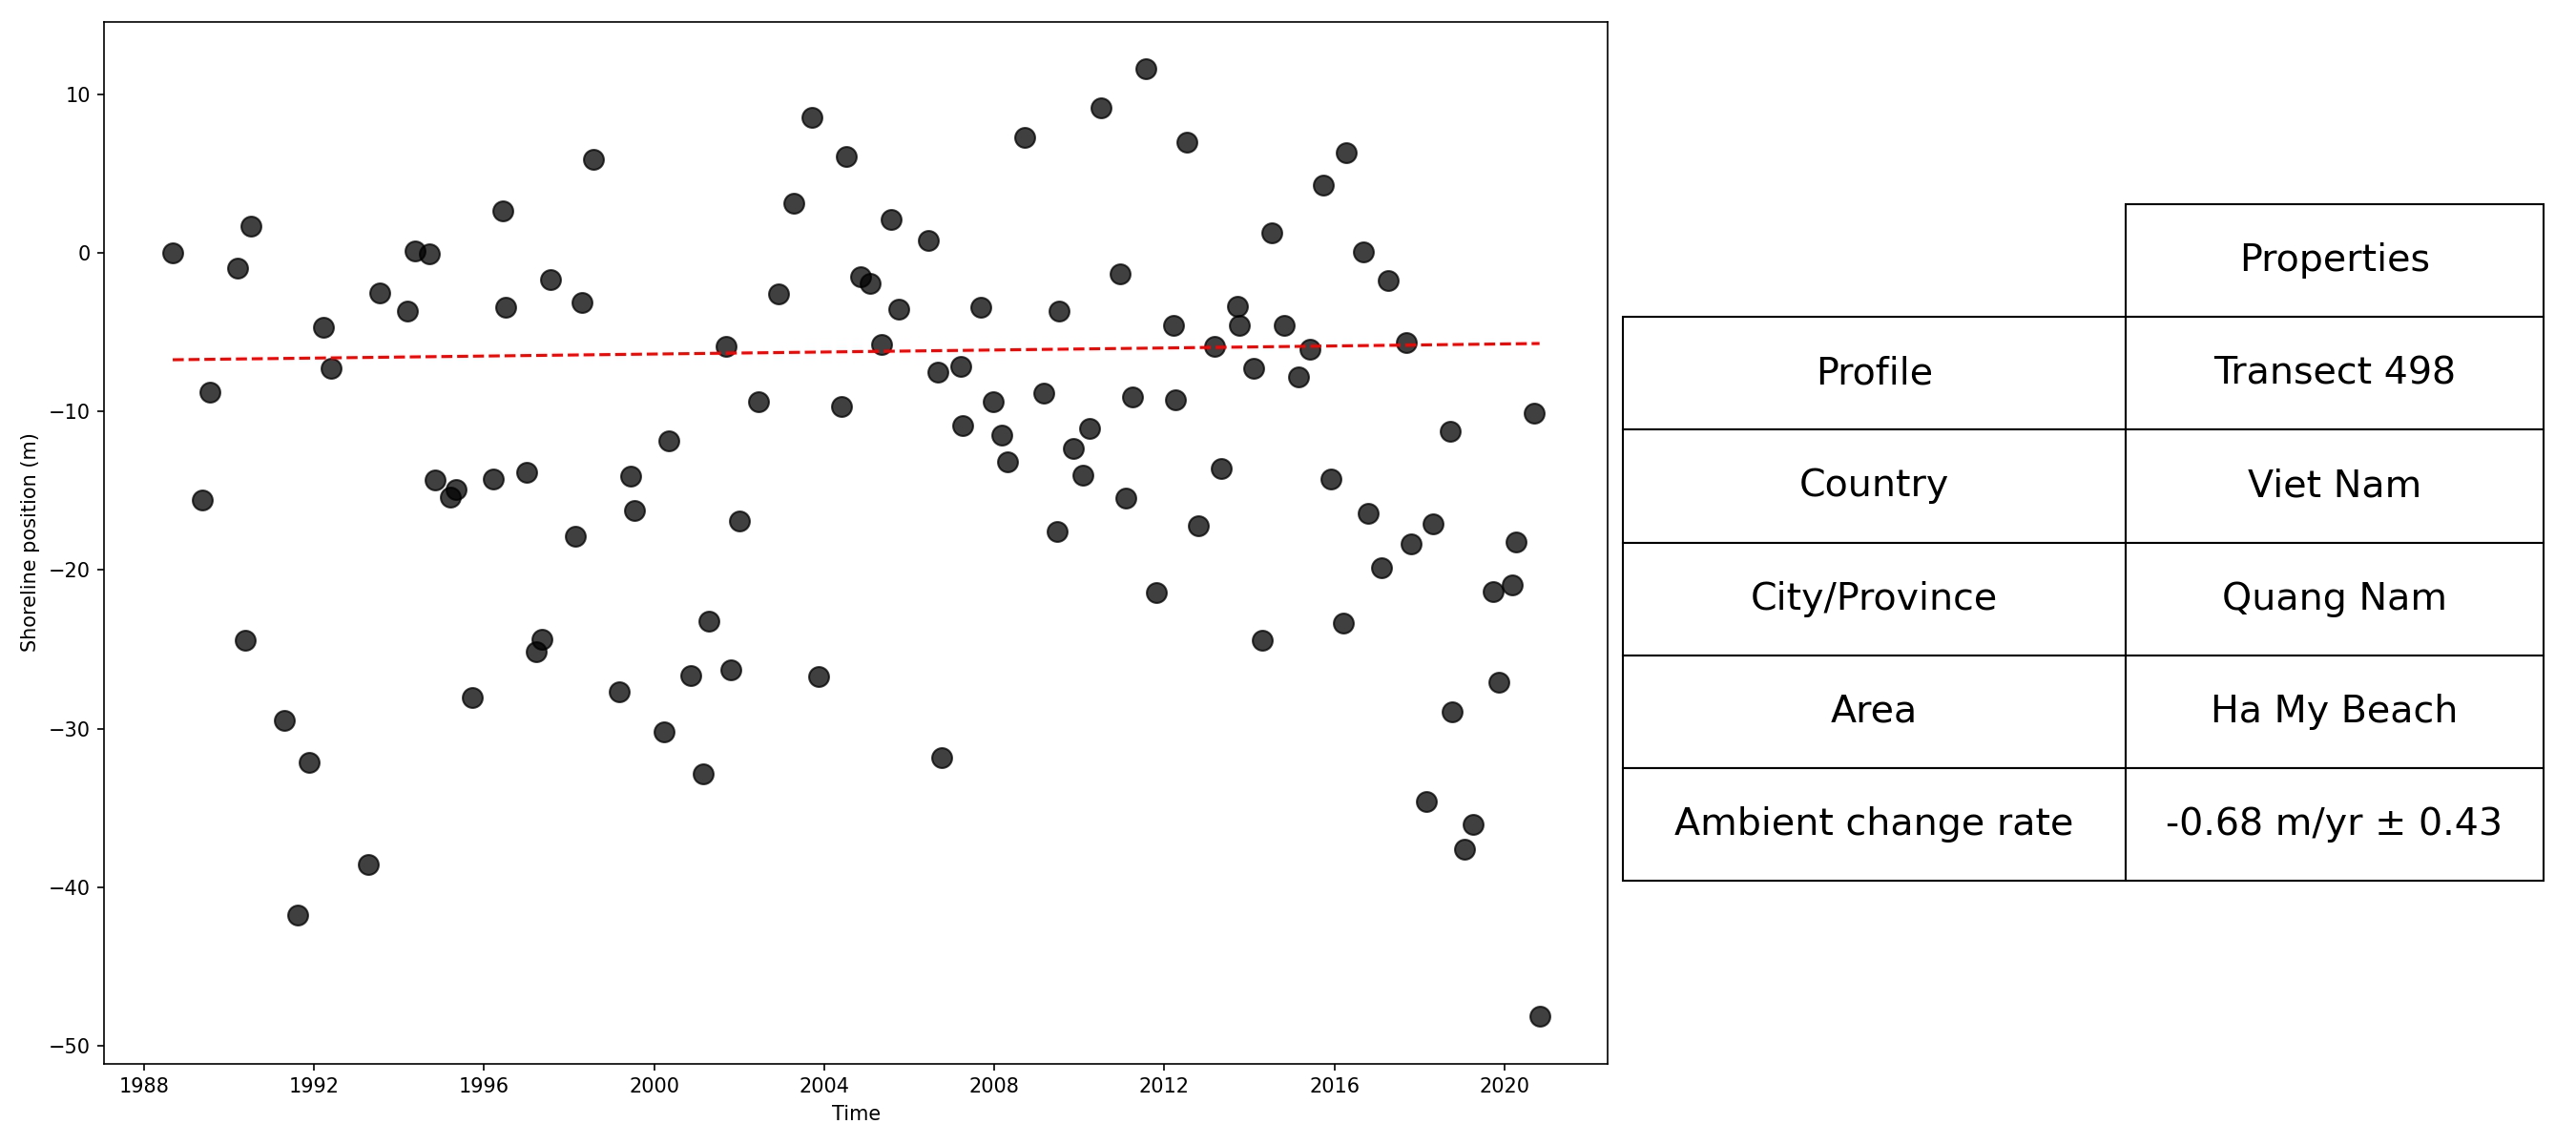 10
0
−10
−20
−30
−40
−50
Shoreline position (m)
1988 1992 1996 2000 2004 2008 2012 2016 2020
Time
Properties
Profile Transect 498
Country Viet Nam
City/Province Quang Nam
Area Ha My Beach
Ambient change rate -0.68 m/yr ± 0.43